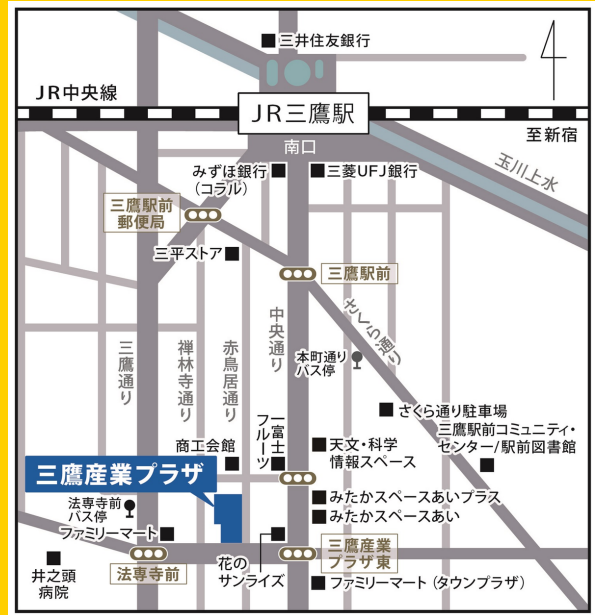 三井住友銀行
JR中央線
JR三鷹駅
至新宿
南口
玉川上水
みずほ銀行
(コラル)
三菱UFJ銀行
三鷹駅前
郵便局
三平ストア
三鷹駅前
さくら通り
中央通り
三鷹通り
禅林寺通り
赤鳥居通り
本町通り
バス停
さくら通り駐車場
三鷹駅前コミュニティ・
センター/駅前図書館
一富士
フルーツ
商工会館
天文・科学
情報スペース
三鷹産業プラザ
法専寺前
バス停
みたかスペースあいプラス
みたかスペースあい
ファミリーマート
井之頭
病院
法専寺前
花の
サンライズ
三鷹産業
プラザ東
ファミリーマート(タウンプラザ)